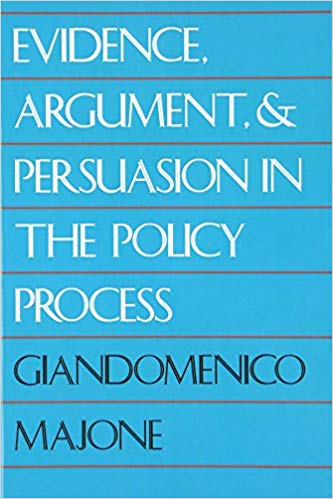 EVIDENCE,
ARGUMENT, &
PERSUASION IN
THE POLICY
PROCESS
GIANDOMENICO
MAJONE